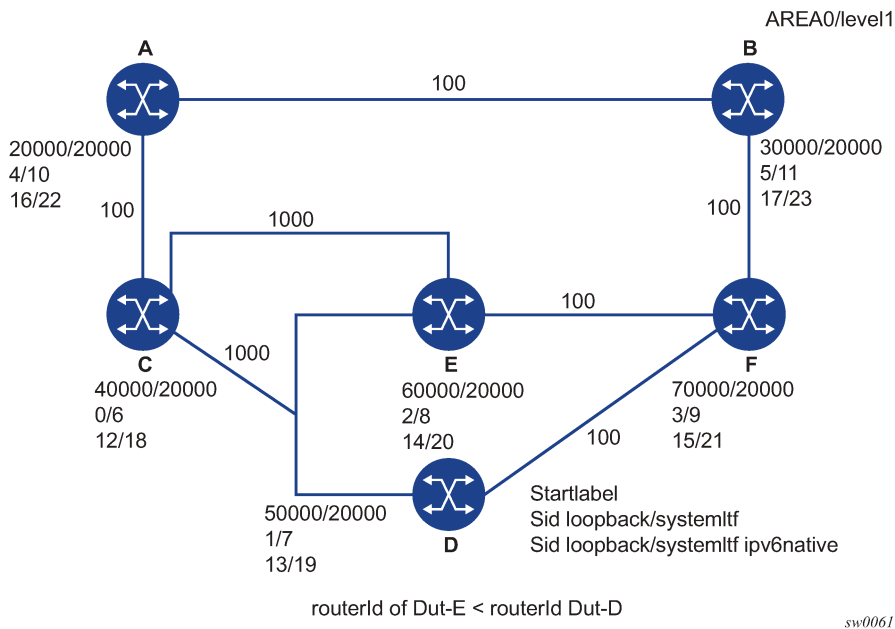 AREA0/level1
A
B
100
20000/20000
4/10
16/22
30000/20000
5/11
17/23
100
100
1000
100
1000
C
E
F
40000/20000
0/6
12/18
60000/20000
2/8
14/20
70000/20000
3/9
15/21
100
50000/20000
1/7
13/19
D
Startlabel
Sid loopback/systemItf
Sid loopback/systemItf ipv6native
routerId of Dut-E < routerId Dut-D
sw0061